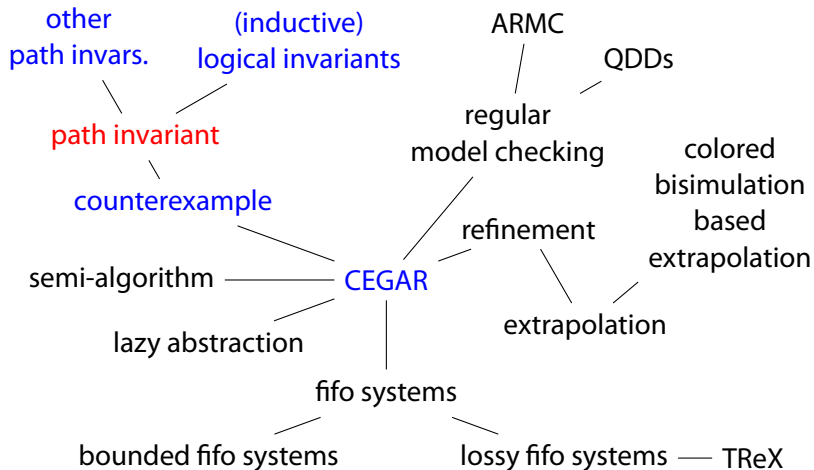 other
path invars.
(inductive)
logical invariants
ARMC
QDDs
path invariant
regular
model checking
colored
bisimulation
based
extrapolation
counterexample
refinement
semi-algorithm
CEGAR
extrapolation
lazy abstraction
fifo systems
bounded fifo systems
lossy fifo systems
TReX